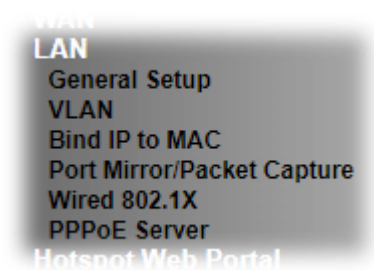 WAN
LAN
General Setup
VLAN
Bind IP to MAC
Port Mirror/Packet Capture
Wired 802.1X
PPPoE Server
Hotspot Web Portal